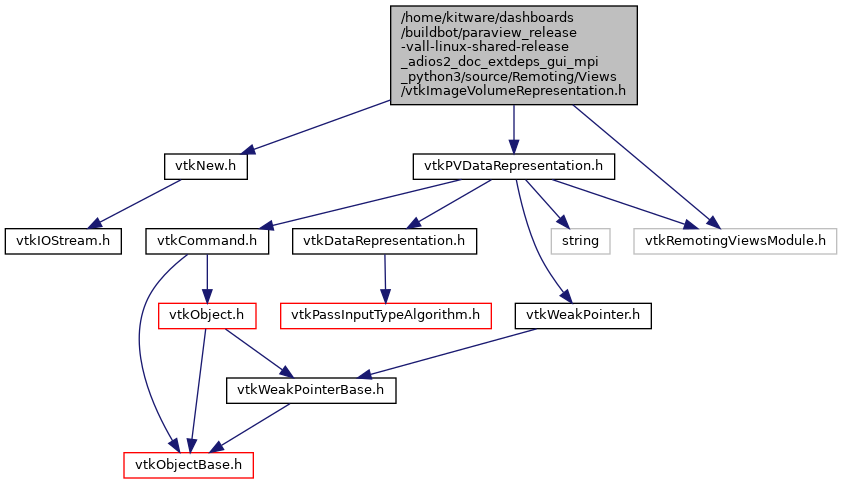 /home/kitware/dashboards
/buildbot/paraview_release
-vall-linux-shared-release
_adios2_doc_extdeps_gui_mpi
_python3/source/Remoting/Views
/vtkImageVolumeRepresentation.h
vtkNew.h
vtkPVDataRepresentation.h
vtkIOStream.h
vtkCommand.h
vtkDataRepresentation.h
string
vtkRemotingViewsModule.h
vtkObject.h
vtkPassInputTypeAlgorithm.h
vtkWeakPointer.h
vtkWeakPointerBase.h
vtkObjectBase.h